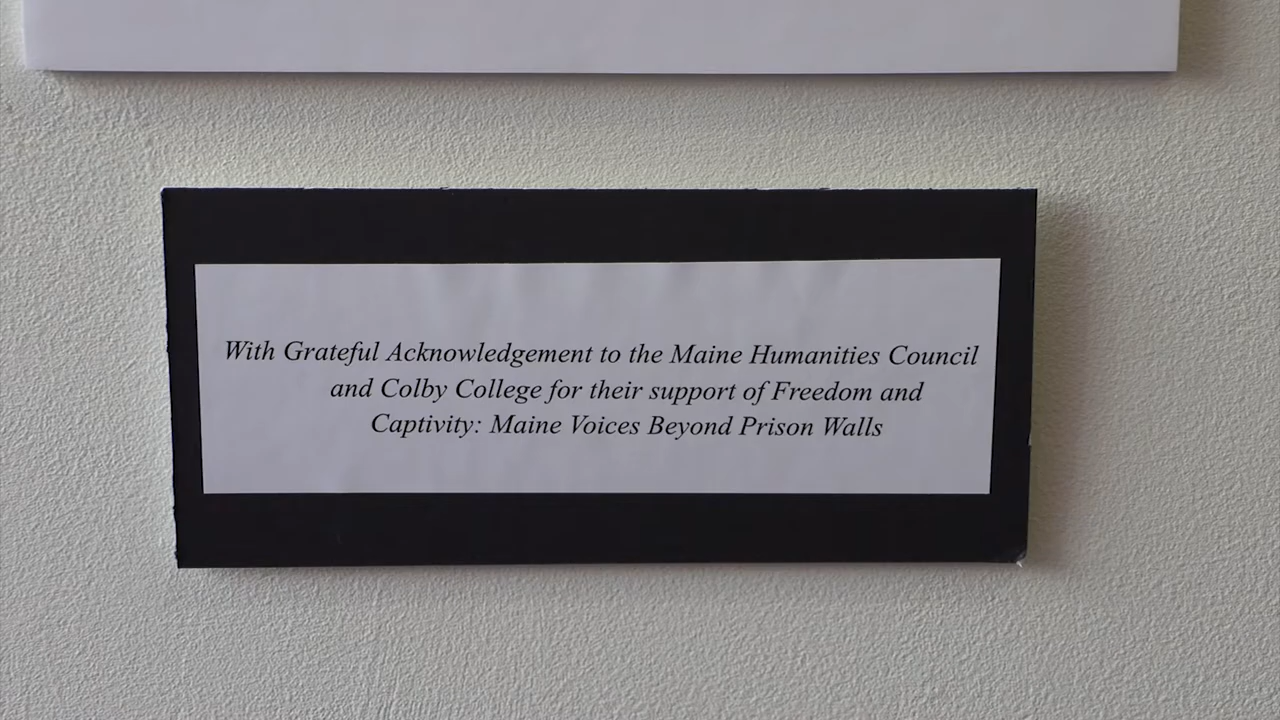 With Grateful Acknowledgement to the Maine Humanities Council
and Colby College for their support of Freedom and
Captivity: Maine Voices Beyond Prison Walls